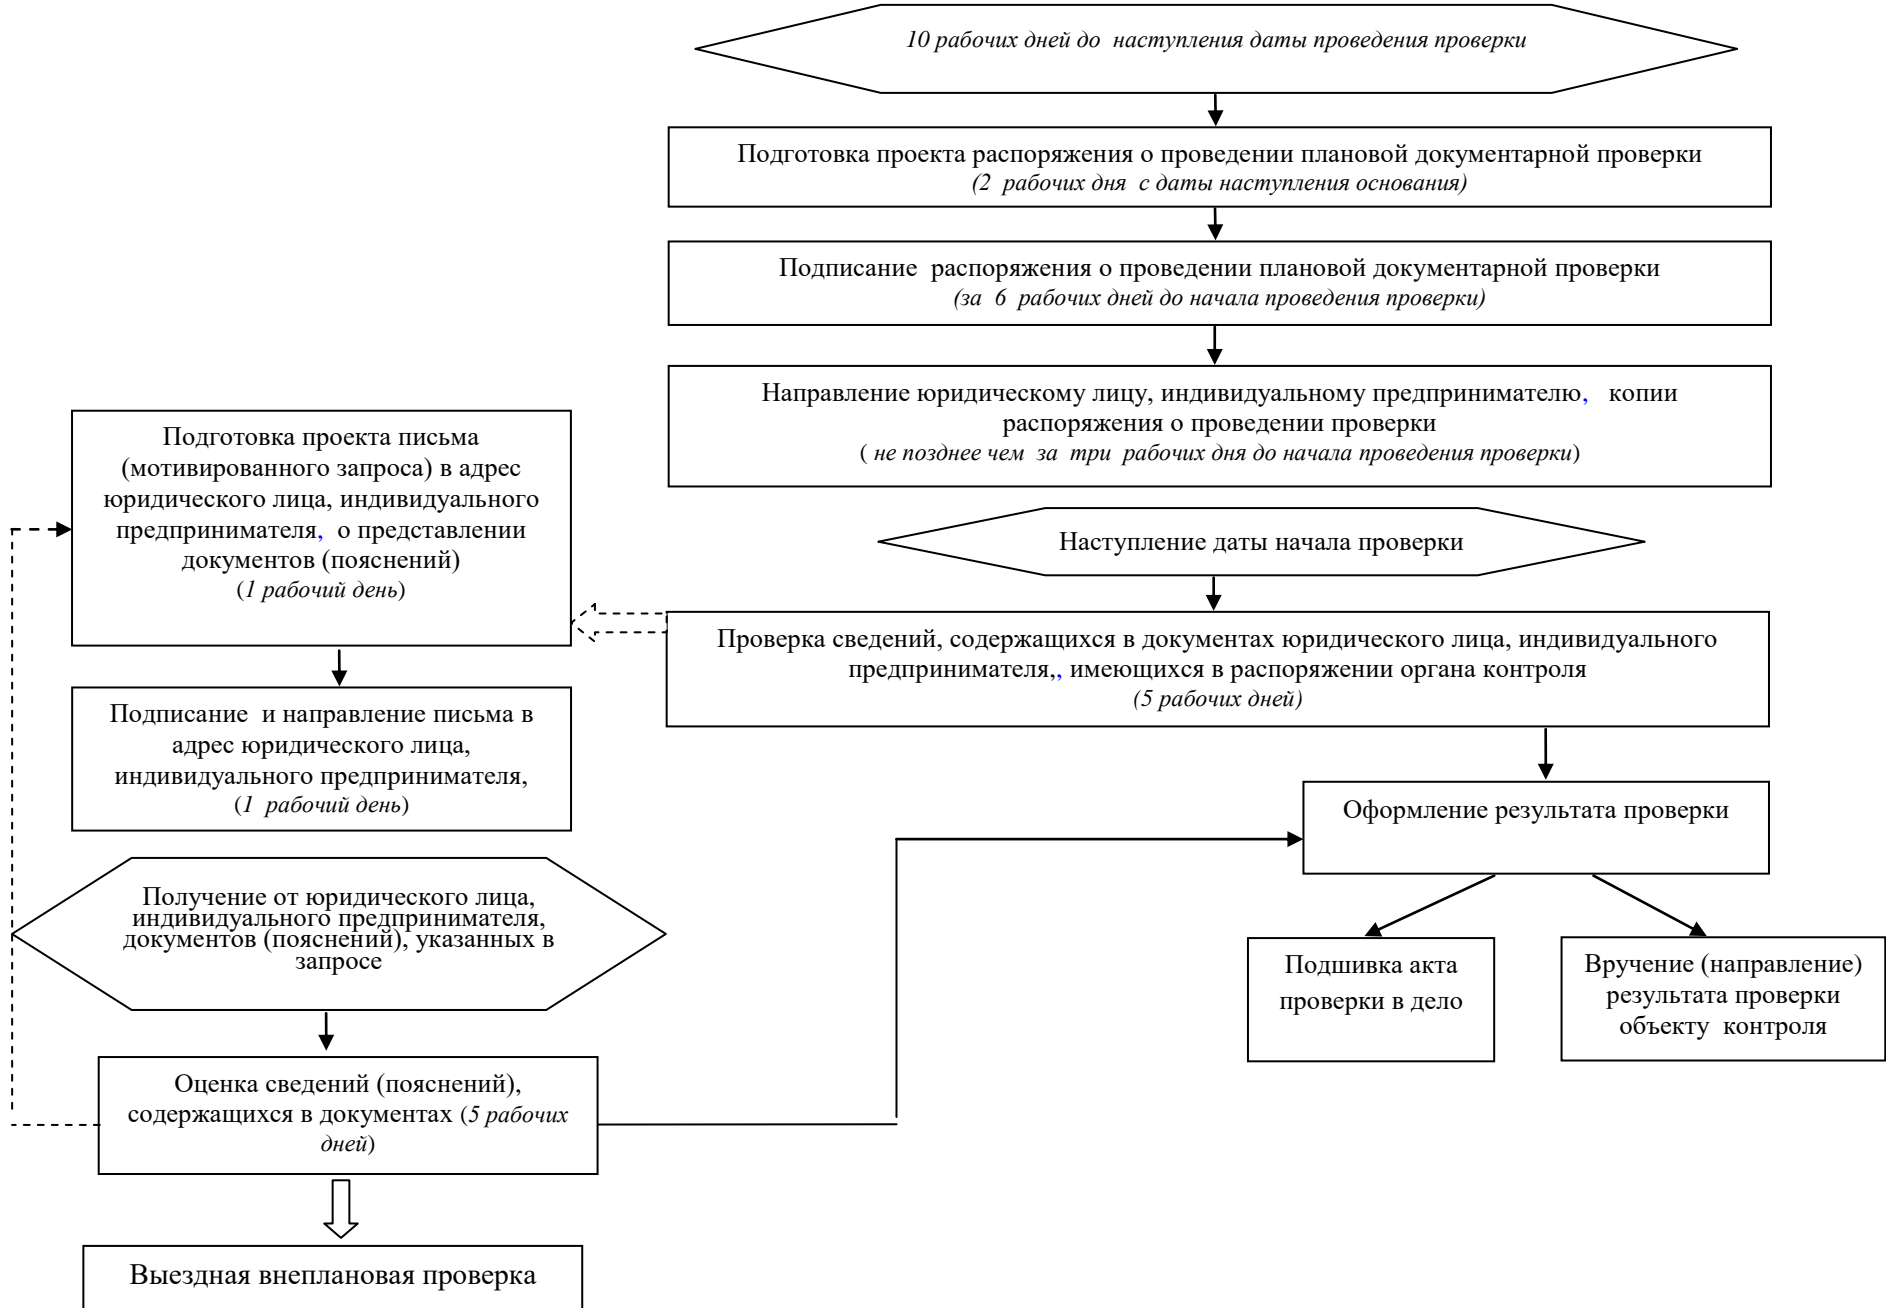 10 рабочих дней до наступления даты проведения проверки
Подготовка проекта распоряжения о проведении плановой документарной проверки
(2 рабочих дня с даты наступления основания)
Подписание распоряжения о проведении плановой документарной проверки
(за 6 рабочих дней до начала проведения проверки)
Направление юридическому лицу, индивидуальному предпринимателю, копии
распоряжения о проведении проверки
( не позднее чем за три рабочих дня до начала проведения проверки)
Наступление даты начала проверки
Проверка сведений, содержащихся в документах юридического лица, индивидуального
предпринимателя,, имеющихся в распоряжении органа контроля
(5 рабочих дней)
Подготовка проекта письма
(мотивированного запроса) в адрес
юридического лица, индивидуального
предпринимателя, о представлении
документов (пояснений)
(1 рабочий день)
Подписание и направление письма в
адрес юридического лица,
индивидуального предпринимателя,
(1 рабочий день)
Получение от юридического лица,
индивидуального предпринимателя,
документов (пояснений), указанных в
запросе
Оценка сведений (пояснений),
содержащихся в документах (5 рабочих
дней)
Выездная внеплановая проверка
Оформление результата проверки
Подшивка акта
проверки в дело
Вручение (направление)
результата проверки
объекту контроля